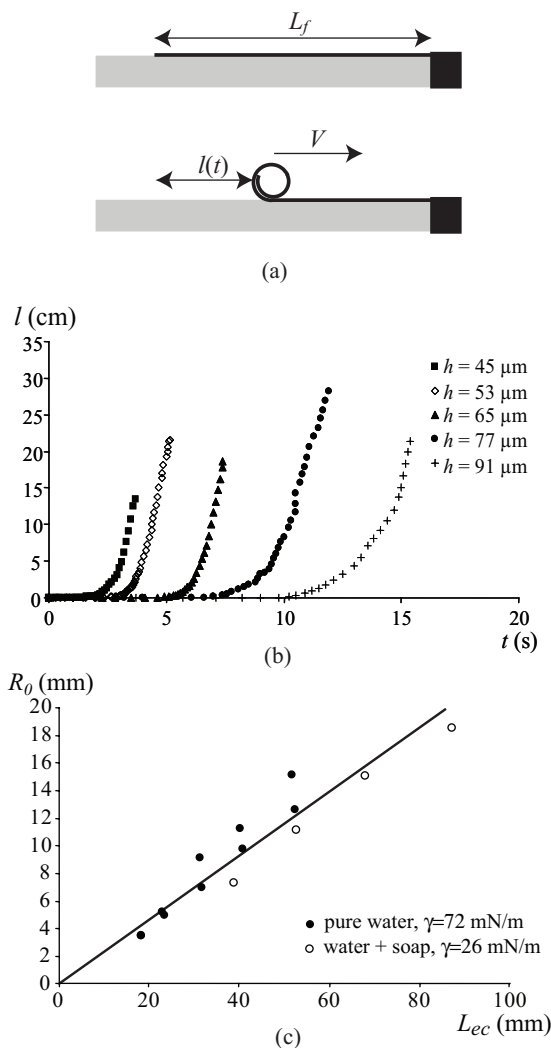 L_f
V
l(t)
(a)
l (cm)
35
30
25
20
15
10
5
0
0 5 10 15 20
t (s)
■ h = 45 µm
◇ h = 53 µm
▲ h = 65 µm
● h = 77 µm
+ h = 91 µm
(b)
R_0 (mm)
20
18
16
14
12
10
8
6
4
2
0
0 20 40 60 80 100
L_ec (mm)
● pure water, γ=72 mN/m
○ water + soap, γ=26 mN/m
(c)